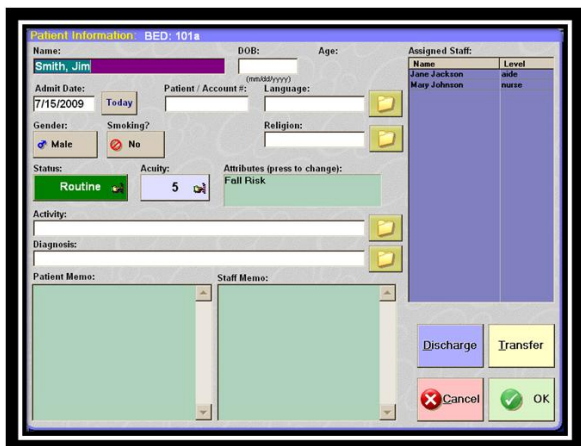 Patient Information: BED: 101a
Name: DOB: Age: Assigned Staff:
Smith, Jim Name Level
(mm/dd/yyyy) Jane Jackson aide
Admit Date: Patient / Account #: Language: Mary Johnson nurse
7/15/2009 Today
Gender: Smoking? Religion:
Male No
Status: Acuity: Attributes (press to change):
Routine 5 Fall Risk
Activity:
Diagnosis:
Patient Memo: Staff Memo:
Discharge Transfer
Cancel OK